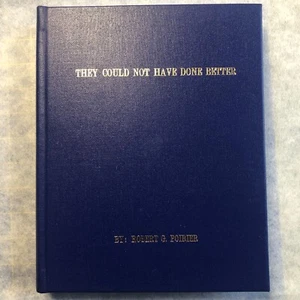 THEY COULD NOT HAVE DONE BETTER
BY: ROBERT G. POIRIER